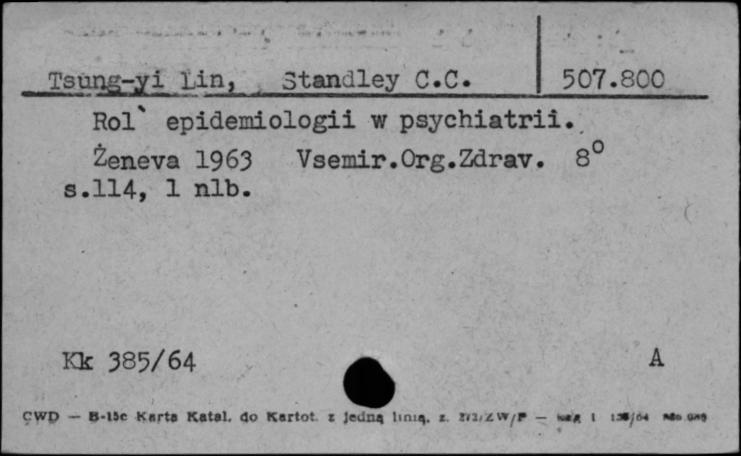 Tsung-yi Lin, Standley C.C. 507.800
Rol` epidemiologii w psychiatrii.
Żeneva 1963 Vsemir.Org.Zdrav. 8⁰
s.114, 1 nlb.
Kk 385/64 A
CWD — B-15c Karta Katal. do Kartot. z jedną linią. z.